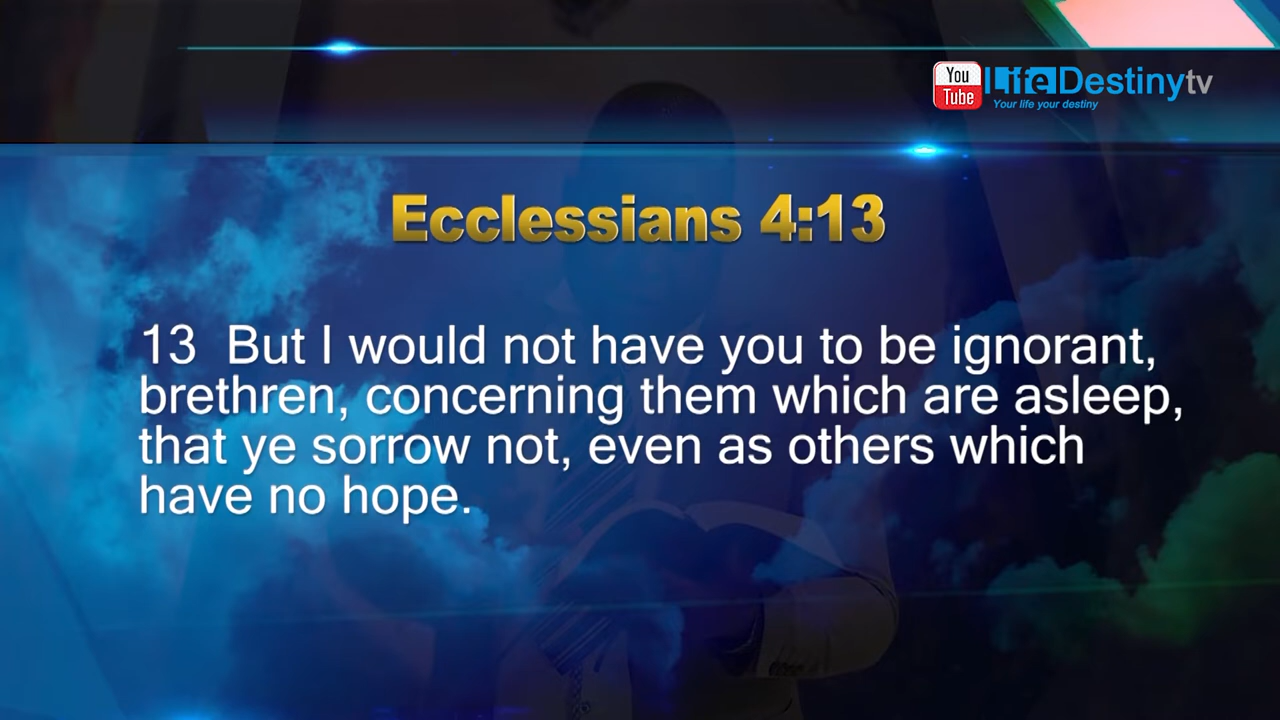 You
Tube
LifeDestinytv
Your life your destiny
Ecclessians 4:13
13 But I would not have you to be ignorant,
brethren, concerning them which are asleep,
that ye sorrow not, even as others which
have no hope.